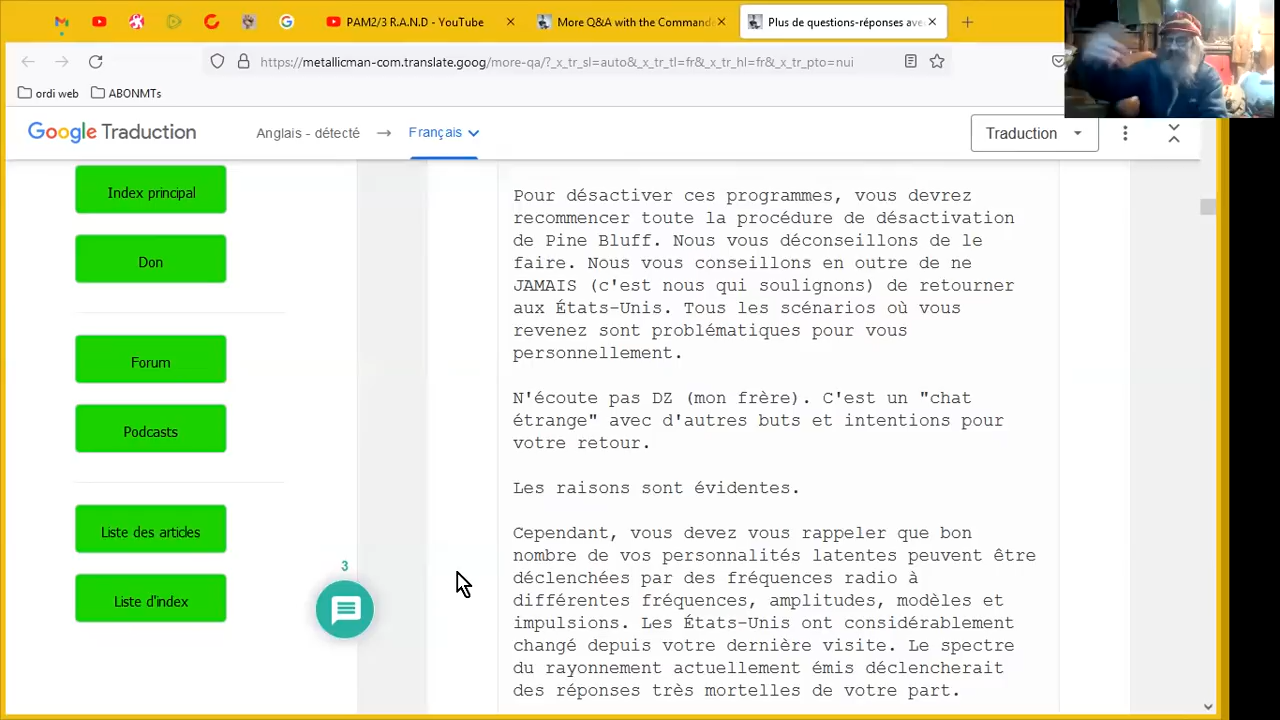 PAM2/3 R.A.N.D - YouTube
More Q&A with the Command
Plus de questions-réponses ave
https://metallicman-com.translate.goog/more-qa/?_x_tr_sl=auto&_x_tr_tl=fr&_x_tr_hl=fr&_x_tr_pto=nui
ordi web
ABONMTs
Google Traduction
Anglais - détecté
Français
Traduction
Index principal
Don
Forum
Podcasts
Liste des articles
Liste d'index
3
Pour désactiver ces programmes, vous devrez
recommencer toute la procédure de désactivation
de Pine Bluff. Nous vous déconseillons de le
faire. Nous vous conseillons en outre de ne
JAMAIS (c'est nous qui soulignons) de retourner
aux États-Unis. Tous les scénarios où vous
revenez sont problématiques pour vous
personnellement.
N'écoute pas DZ (mon frère). C'est un "chat
étrange" avec d'autres buts et intentions pour
votre retour.
Les raisons sont évidentes.
Cependant, vous devez vous rappeler que bon
nombre de vos personnalités latentes peuvent être
déclenchées par des fréquences radio à
différentes fréquences, amplitudes, modèles et
impulsions. Les États-Unis ont considérablement
changé depuis votre dernière visite. Le spectre
du rayonnement actuellement émis déclencherait
des réponses très mortelles de votre part.